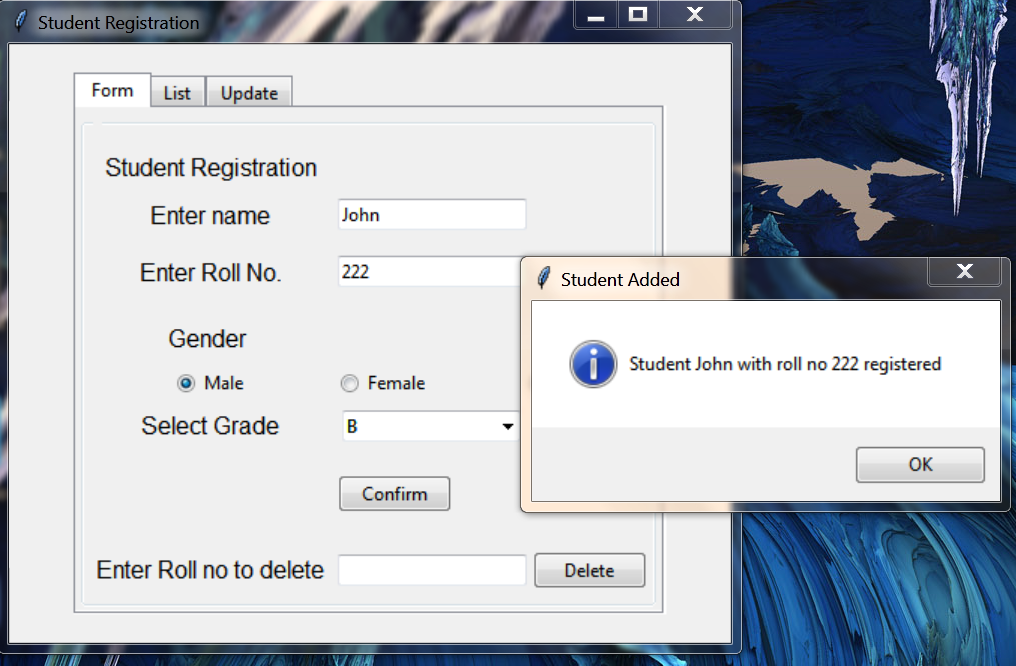 Student Registration
Form List Update
Student Registration
Enter name John
Enter Roll No. 222
Student Added
Student John with roll no 222 registered
OK
Gender
Male Female
Select Grade B
Confirm
Enter Roll no to delete Delete